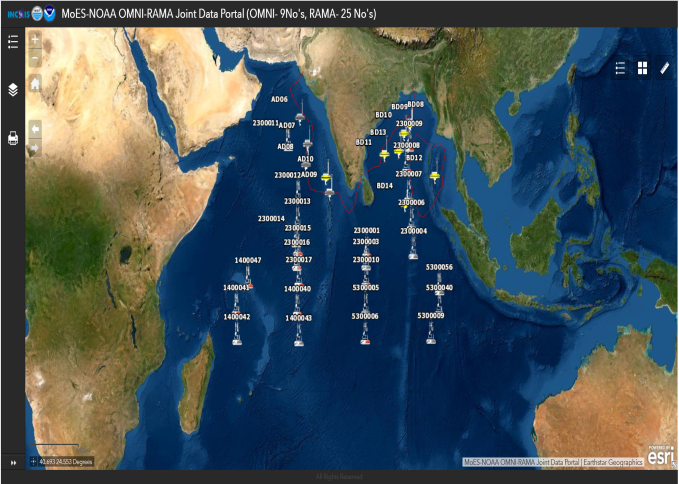 INCOIS
MoES-NOAA OMNI-RAMA Joint Data Portal (OMNI- 9No's, RAMA- 25 No's)
AD06
BD09
BD08
BD10
2300011
AD07
2300009
BD13
BD11
2300008
AD08
BD12
AD10
2300012
AD09
2300007
BD14
2300013
2300006
2300014
2300015
2300001
2300004
2300016
2300003
1400047
2300017
2300010
5300056
1400041
1400040
5300005
5300040
1400042
1400043
5300006
5300009
40.693 24.553 Degrees
MoES-NOAA OMNI-RAMA Joint Data Portal | Earthstar Geographics
POWERED BY
esri
All Rights Reserved